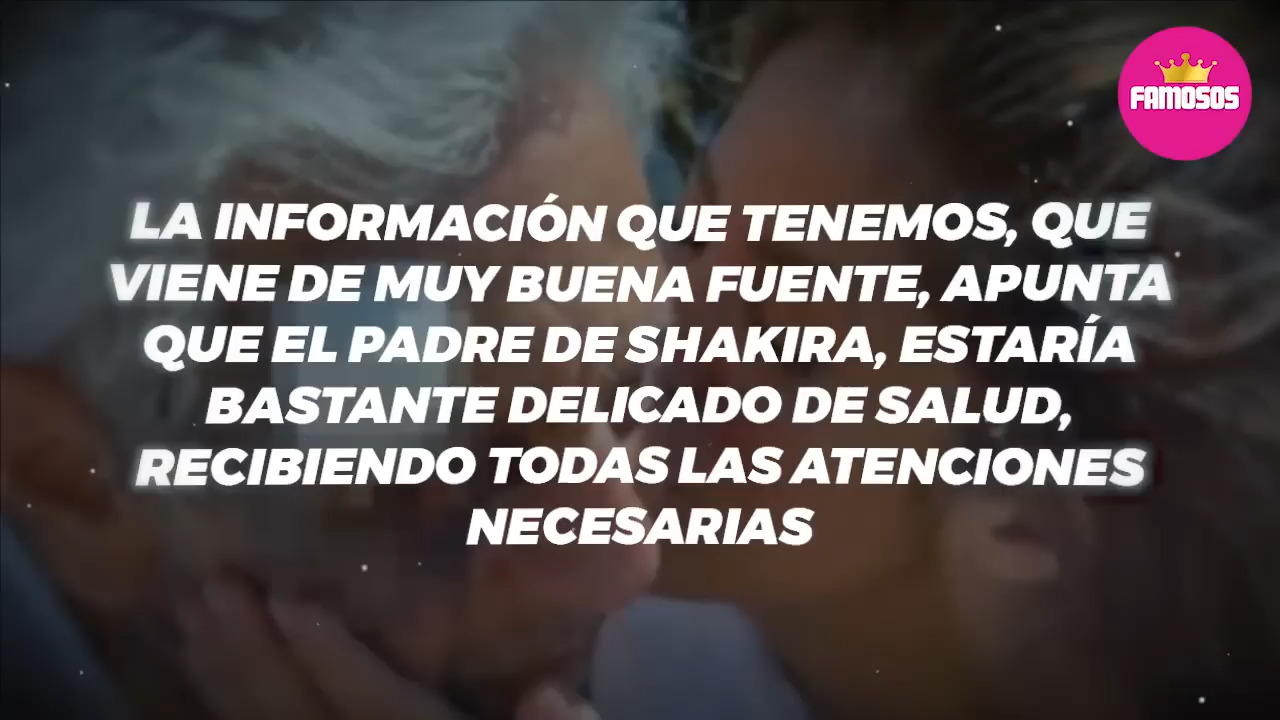 FAMOSOS
LA INFORMACIÓN QUE TENEMOS, QUE
VIENE DE MUY BUENA FUENTE, APUNTA
QUE EL PADRE DE SHAKIRA, ESTARÍA
BASTANTE DELICADO DE SALUD,
RECIBIENDO TODAS LAS ATENCIONES
NECESARIAS